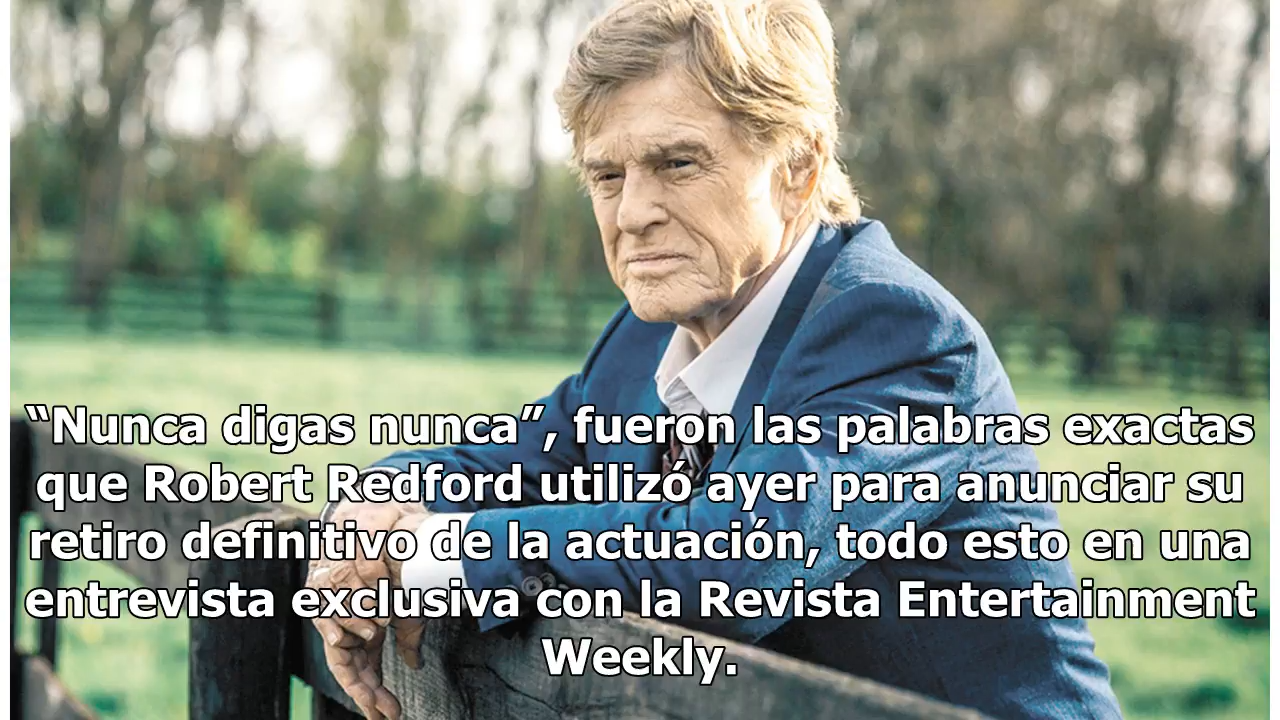 “Nunca digas nunca”, fueron las palabras exactas
que Robert Redford utilizó ayer para anunciar su
retiro definitivo de la actuación, todo esto en una
entrevista exclusiva con la Revista Entertainment
Weekly.